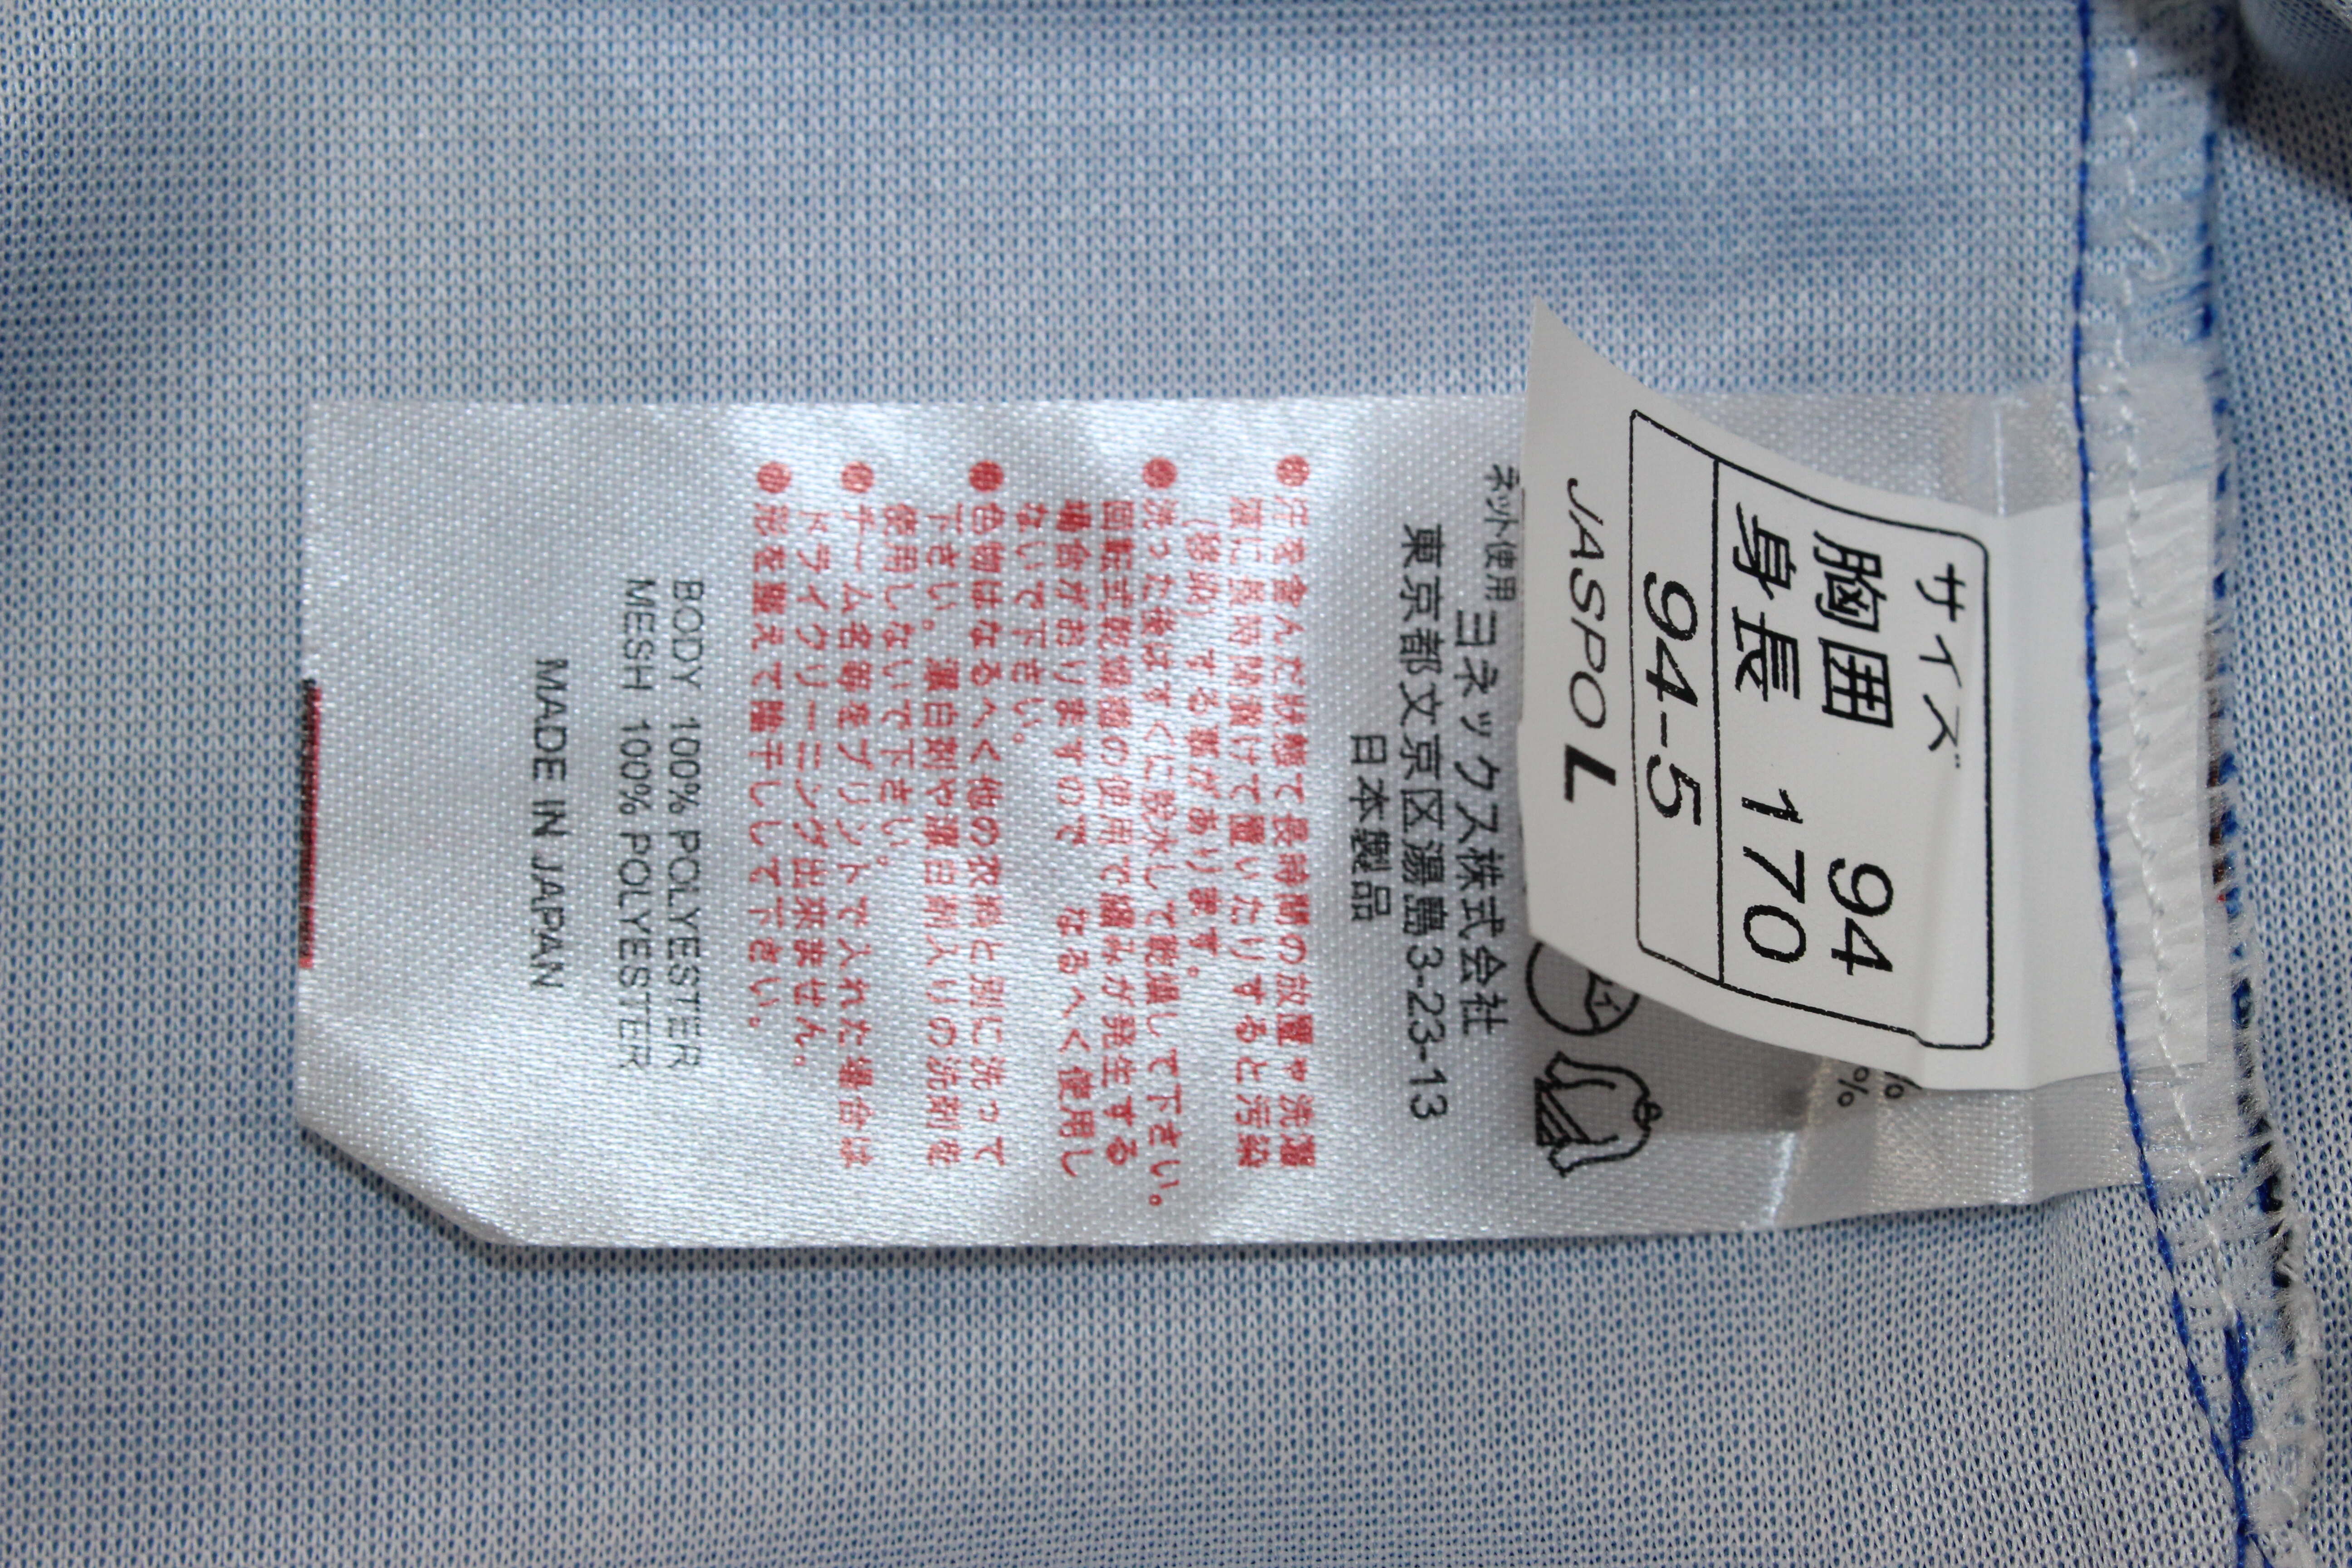 サイズ
胸囲 94
身長 170
94-5
JASPO L
%
%
ネット使用
ヨネックス株式会社
東京都文京区湯島3-23-13
日本製品
●汗を含んだ状態で長時間の放置や洗濯
液に長時間漬けて置いたりすると汚染
(移染)する事があります。
●洗った後はすぐに脱水して乾燥して下さい。
回転式乾燥機の使用で縮みが発生する
場合がありますので なるべく使用し
ないで下さい。
●色物はなるべく他の衣料と別に洗って
下さい。漂白剤や漂白剤入りの洗剤を
使用しないで下さい。
●チーム名等をプリントで入れた場合は
ドライクリーニング出来ません。
●形を整えて陰干しして下さい。
BODY 100% POLYESTER
MESH 100% POLYESTER
MADE IN JAPAN